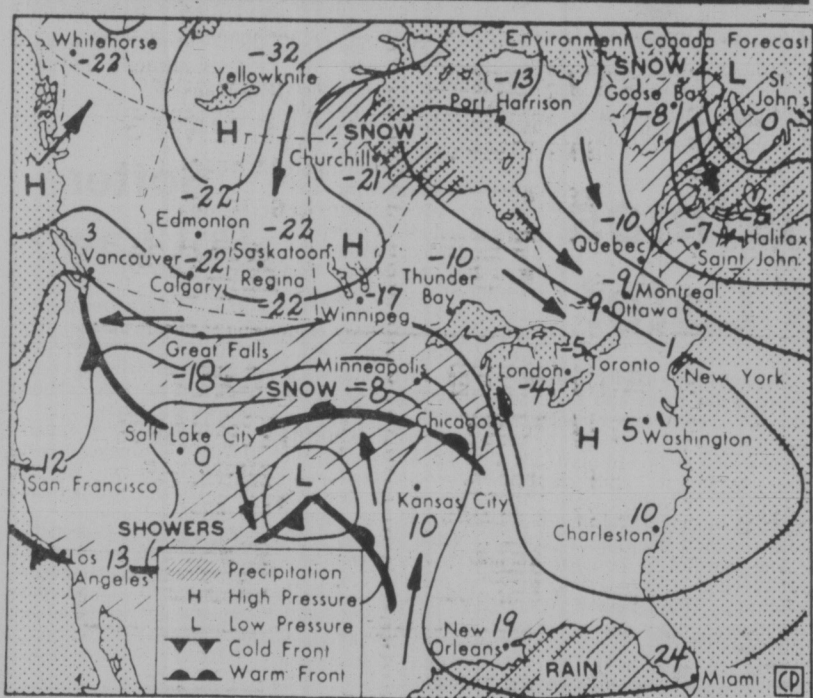 Environment Canada Forecast
Whitehorse
-22
-32
Yellowknife
H
-13
Port Harrison
SNOW
Goose Bay
-8
L
St
John's
0
H
SNOW
Churchill
-21
-22
Edmonton
-22
Saskatoon
H
-10
Quebec
-7
Halifax
Saint John
3
Vancouver
-22
Calgary
Regina
-22
-17
Winnipeg
-10
Thunder
Bay
-9
Montreal
-9
Ottawa
Great Falls
-18
Minneapolis
SNOW -8
-5
Toronto
London
-4
1
New York
Salt Lake City
0
Chicago
1
H
5
Washington
12
San Francisco
L
Kansas City
10
10
Charleston
SHOWERS
Los
Angeles
13
Precipitation
H High Pressure
L Low Pressure
Cold Front
Warm Front
New
Orleans
19
RAIN
24
Miami
CP